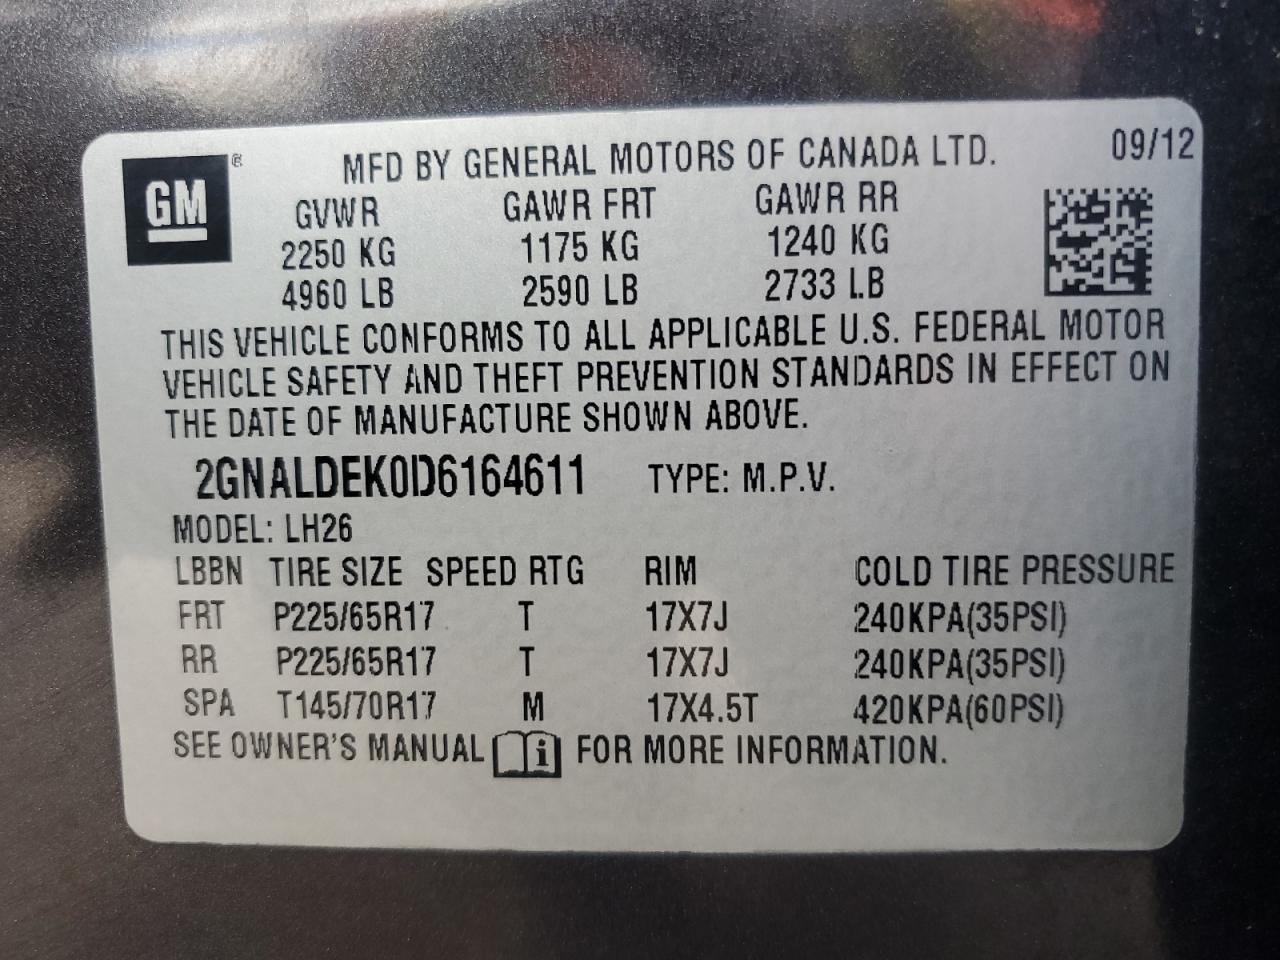 GM ® MFD BY GENERAL MOTORS OF CANADA LTD. 09/12
GVWR GAWR FRT GAWR RR
2250 KG 1175 KG 1240 KG
4960 LB 2590 LB 2733 LB
THIS VEHICLE CONFORMS TO ALL APPLICABLE U.S. FEDERAL MOTOR
VEHICLE SAFETY AND THEFT PREVENTION STANDARDS IN EFFECT ON
THE DATE OF MANUFACTURE SHOWN ABOVE.
2GNALDEK0D6164611 TYPE: M.P.V.
MODEL: LH26
LBBN TIRE SIZE SPEED RTG RIM COLD TIRE PRESSURE
FRT P225/65R17 T 17X7J 240KPA(35PSI)
RR P225/65R17 T 17X7J 240KPA(35PSI)
SPA T145/70R17 M 17X4.5T 420KPA(60PSI)
SEE OWNER'S MANUAL i FOR MORE INFORMATION.